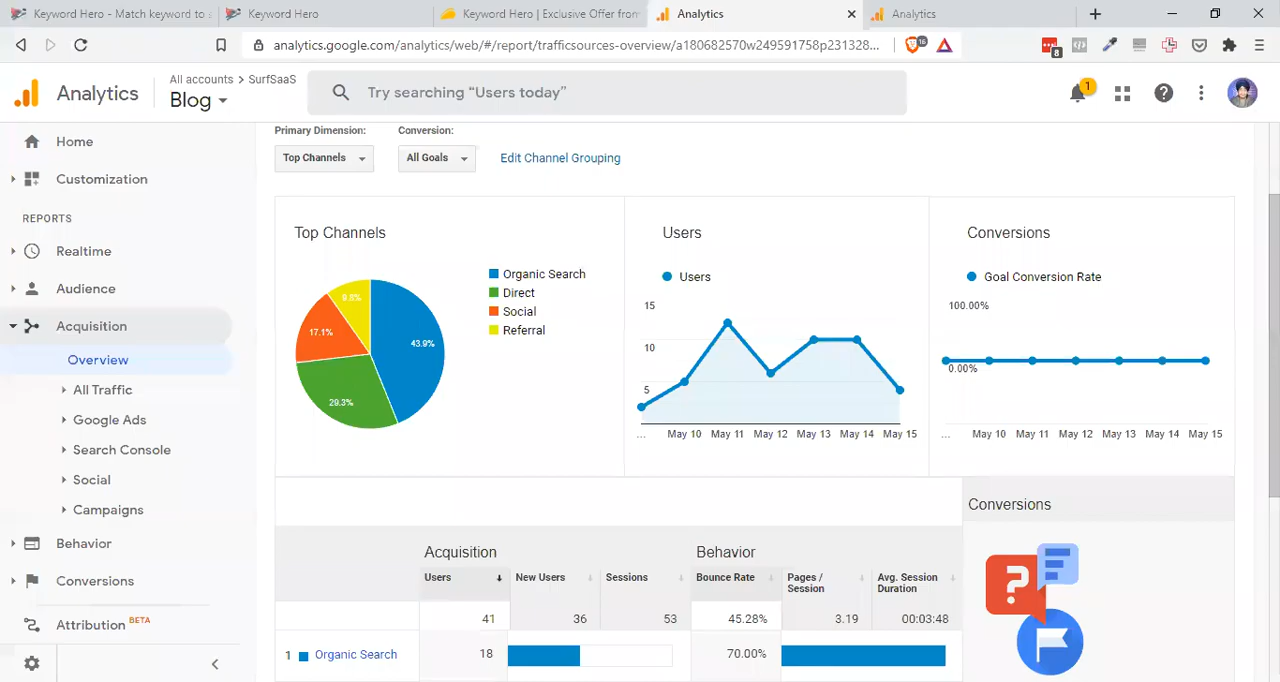 Keyword Hero - Match keyword to
Keyword Hero
Keyword Hero | Exclusive Offer from
Analytics
Analytics
analytics.google.com/analytics/web/#/report/trafficsources-overview/a180682570w249591758p231328...
16
8
Analytics
All accounts > SurfSaaS
Blog
Try searching “Users today”
1
Home
Customization
REPORTS
Realtime
Audience
Acquisition
Overview
All Traffic
Google Ads
Search Console
Social
Campaigns
Behavior
Conversions
Attribution BETA
Primary Dimension:
Conversion:
Top Channels
All Goals
Edit Channel Grouping
Top Channels
Organic Search
Direct
Social
Referral
43.9%
29.3%
17.1%
9.8%
Users
Users
15
10
5
... May 10 May 11 May 12 May 13 May 14 May 15
Conversions
Goal Conversion Rate
100.00%
0.00%
... May 10 May 11 May 12 May 13 May 14 May 15
Acquisition
Behavior
Conversions
Users New Users Sessions Bounce Rate Pages / Session Avg. Session Duration
41 36 53 45.28% 3.19 00:03:48
1 Organic Search 18 70.00%